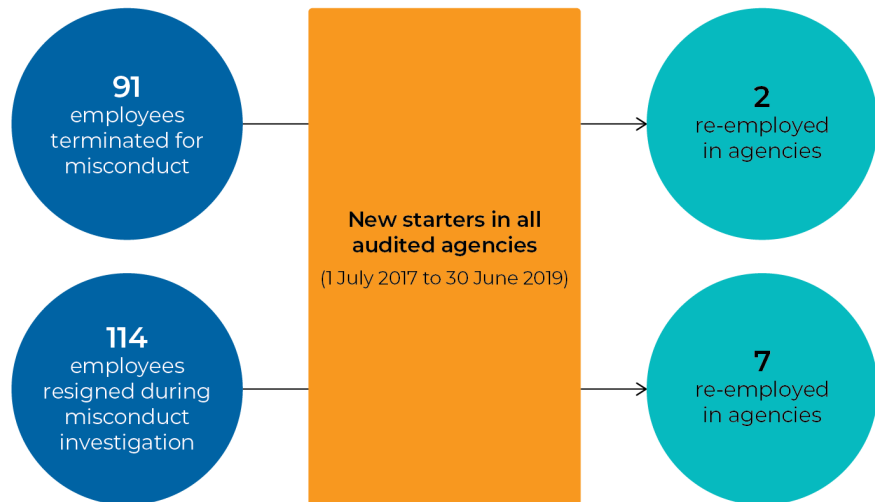 91
employees
terminated for
misconduct
2
re-employed
in agencies
New starters in all
audited agencies
(1 July 2017 to 30 June 2019)
114
employees
resigned during
misconduct
investigation
7
re-employed
in agencies